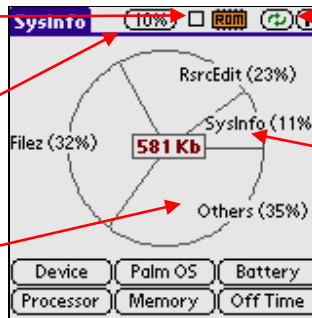 SysInfo 10% ROM
RsrcEdit (23%)
SysInfo (11%
Filez (32%)
581 Kb
Others (35%)
Device Palm OS Battery
Processor Memory Off Time